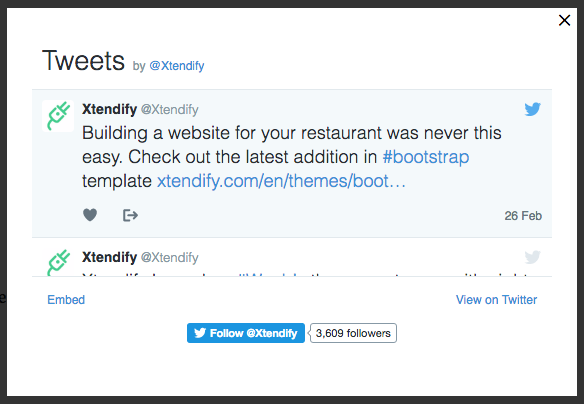 Tweets by @Xtendify
Xtendify @Xtendify
Building a website for your restaurant was never this
easy. Check out the latest addition in #bootstrap
template xtendify.com/en/themes/boot…
26 Feb
Xtendify @Xtendify
Embed View on Twitter
Follow @Xtendify 3,609 followers